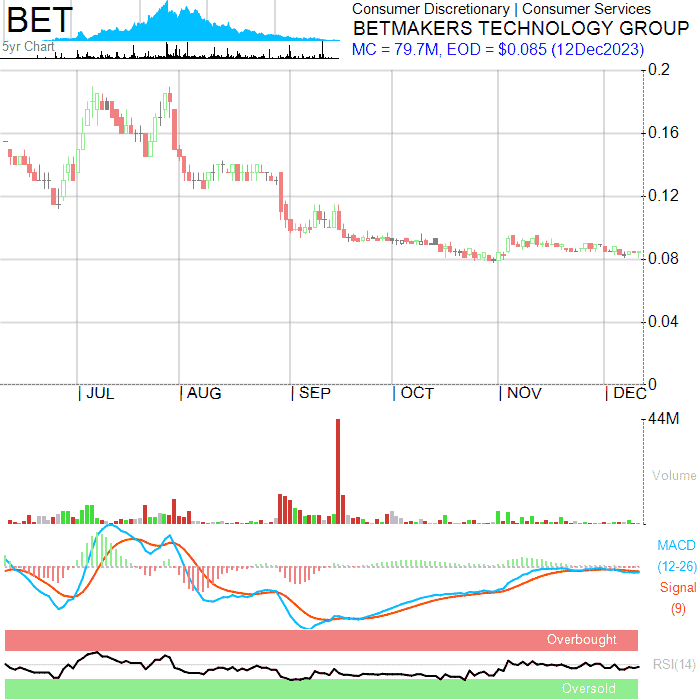 BET
5yr Chart
Consumer Discretionary | Consumer Services
BETMAKERS TECHNOLOGY GROUP
MC = 79.7M, EOD = $0.085 (12Dec2023)
0.2
0.16
0.12
0.08
0.04
0
| JUL | AUG | SEP | OCT | NOV | DEC
44M
Volume
MACD
(12-26)
Signal
(9)
Overbought
RSI(14)
Oversold